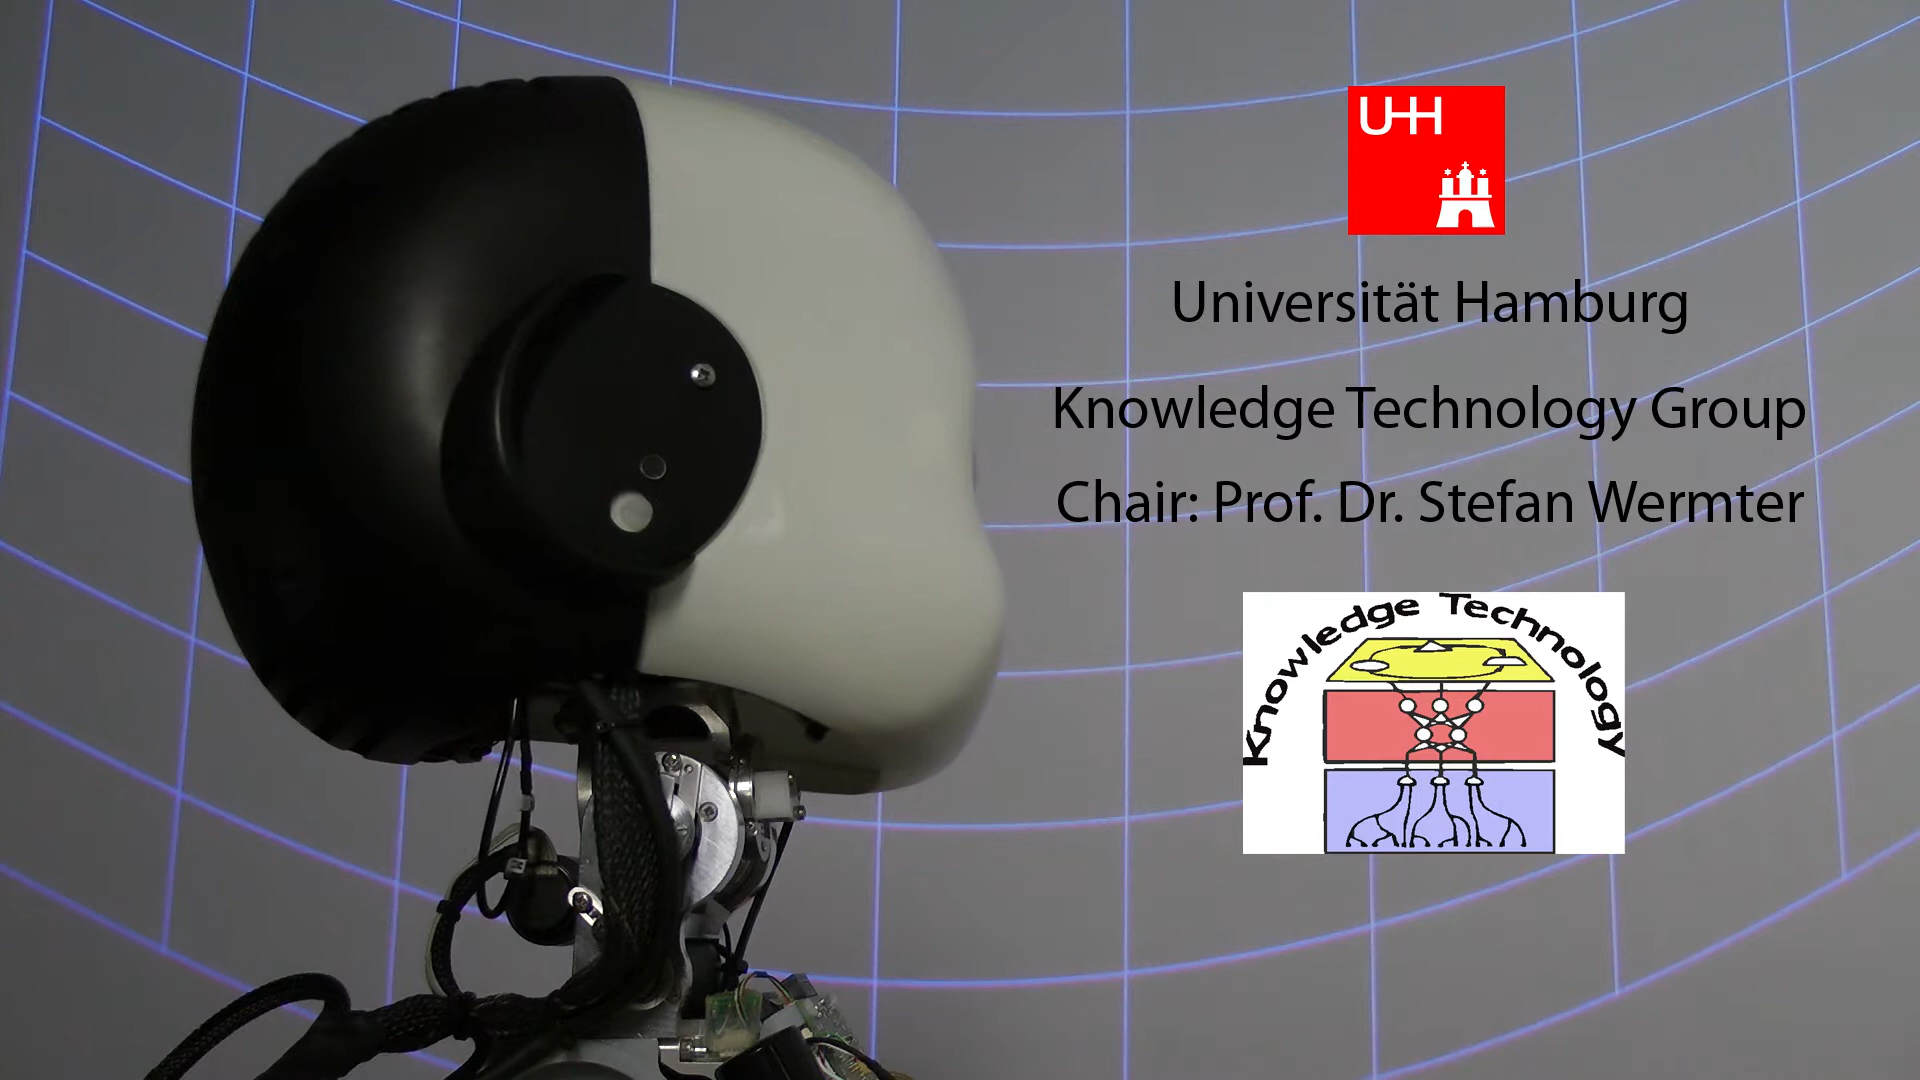 UHH
Universität Hamburg
Knowledge Technology Group
Chair: Prof. Dr. Stefan Wermter
Knowledge Technology